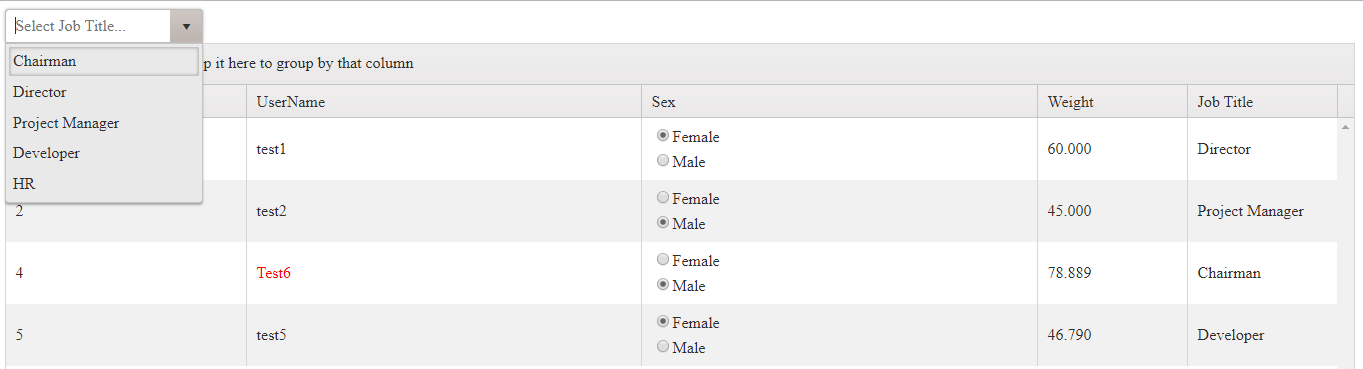 Select Job Title...
Chairman
Director
Project Manager
Developer
HR
p it here to group by that column
UserName Sex Weight Job Title
test1 Female Male 60.000 Director
2 test2 Female Male 45.000 Project Manager
4 Test6 Female Male 78.889 Chairman
5 test5 Female Male 46.790 Developer